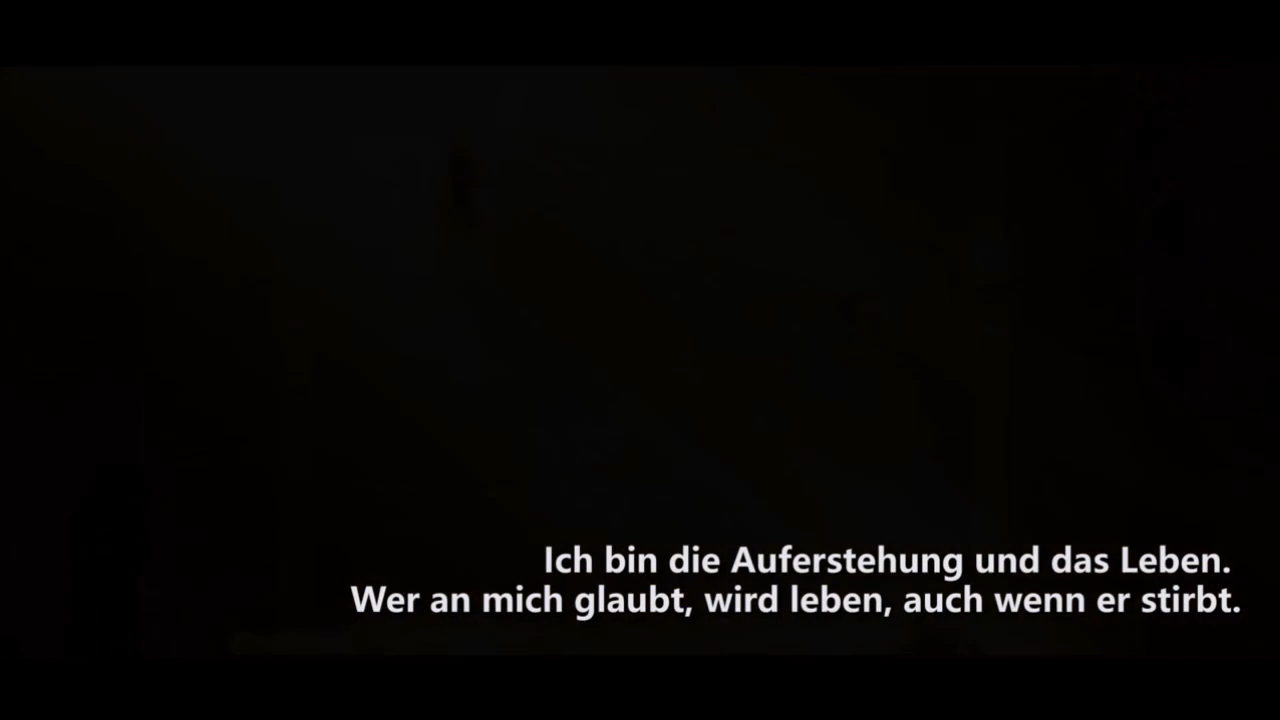 Ich bin die Auferstehung und das Leben.
Wer an mich glaubt, wird leben, auch wenn er stirbt.